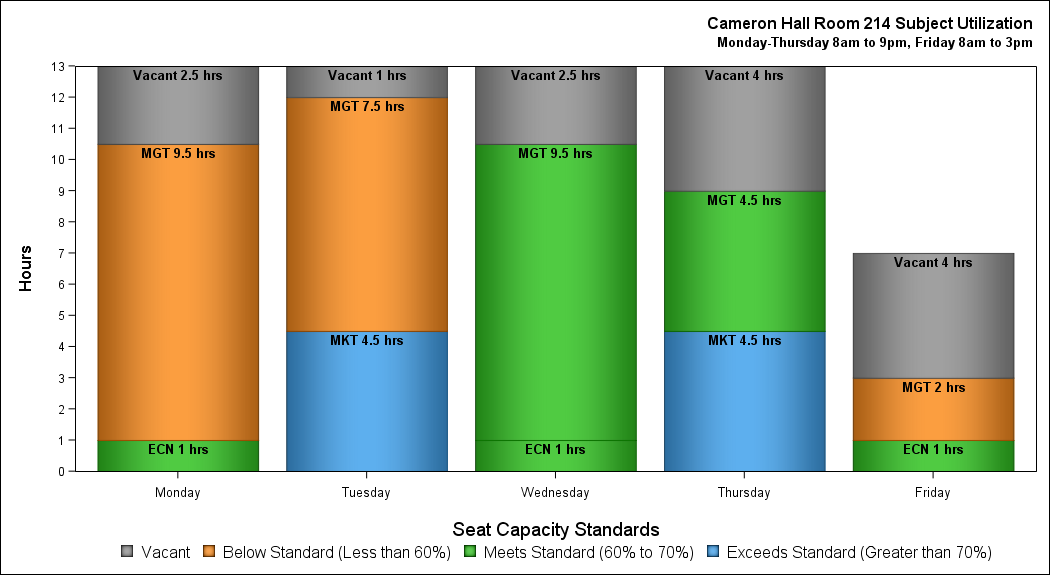 Cameron Hall Room 214 Subject Utilization
Monday-Thursday 8am to 9pm, Friday 8am to 3pm
Hours
13
12
11
10
9
8
7
6
5
4
3
2
1
0
Vacant 2.5 hrs
MGT 9.5 hrs
ECN 1 hrs
Vacant 1 hrs
MGT 7.5 hrs
MKT 4.5 hrs
Vacant 2.5 hrs
MGT 9.5 hrs
ECN 1 hrs
Vacant 4 hrs
MGT 4.5 hrs
MKT 4.5 hrs
Vacant 4 hrs
MGT 2 hrs
ECN 1 hrs
Monday Tuesday Wednesday Thursday Friday
Seat Capacity Standards
Vacant Below Standard (Less than 60%) Meets Standard (60% to 70%) Exceeds Standard (Greater than 70%)